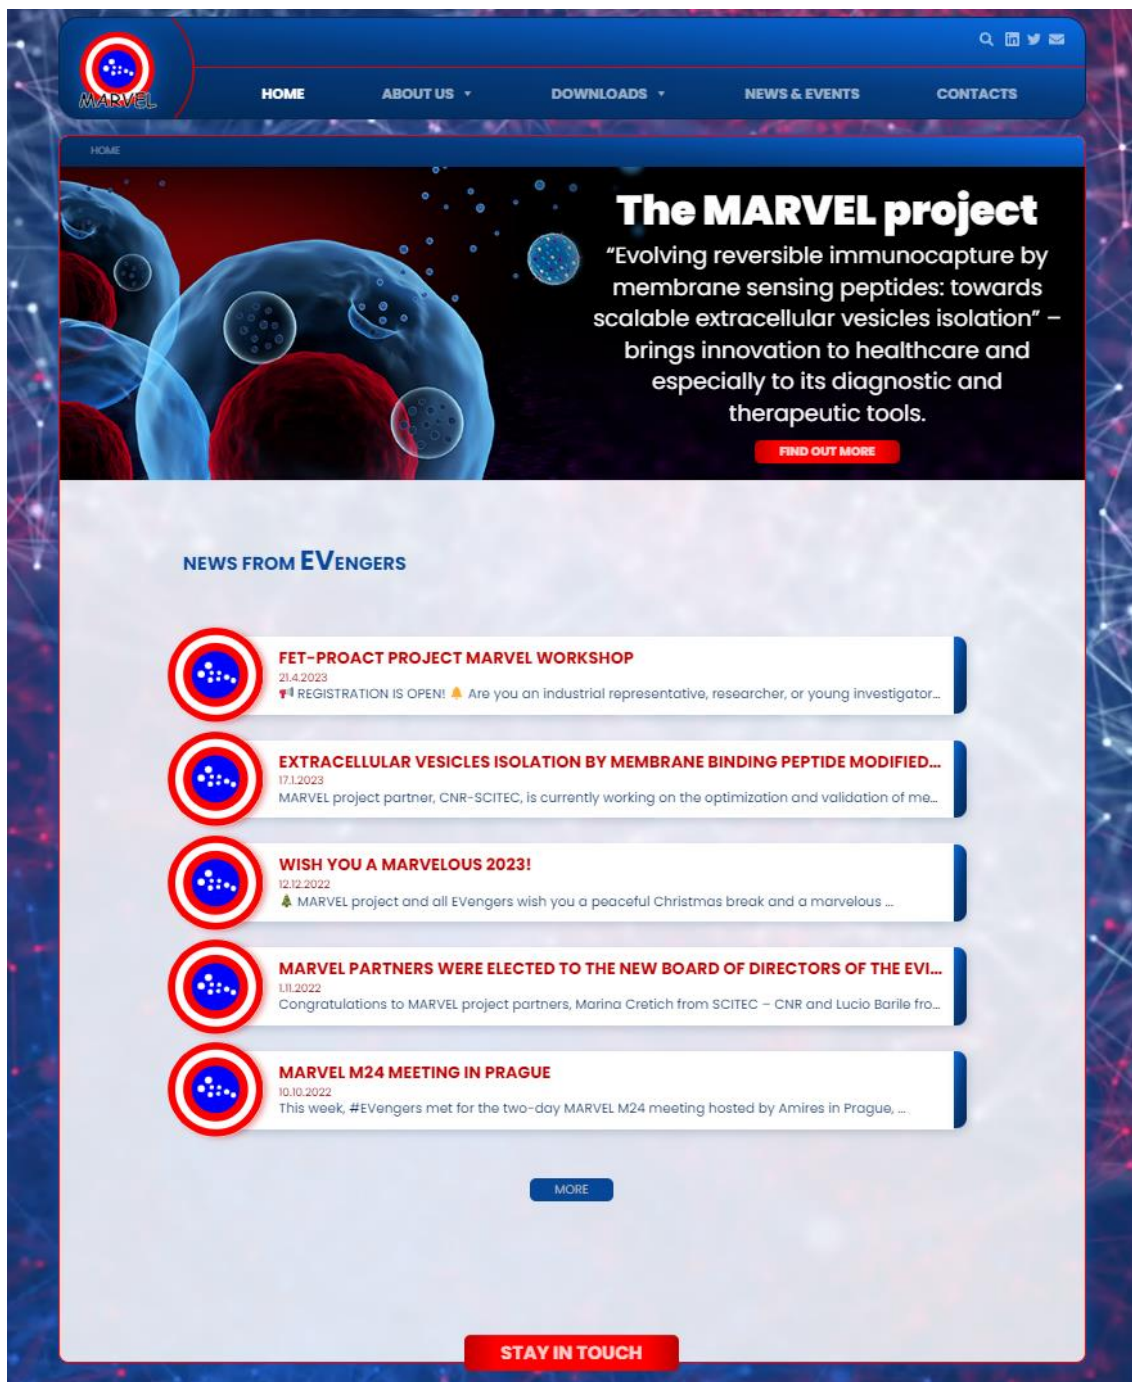 MARVEL
HOME
ABOUT US
DOWNLOADS
NEWS & EVENTS
CONTACTS
HOME
The MARVEL project
“Evolving reversible immunocapture by
membrane sensing peptides: towards
scalable extracellular vesicles isolation” –
brings innovation to healthcare and
especially to its diagnostic and
therapeutic tools.
FIND OUT MORE
NEWS FROM EVENGERS
FET-PROACT PROJECT MARVEL WORKSHOP
21.4.2023
REGISTRATION IS OPEN! 🔔 Are you an industrial representative, researcher, or young investigator...
EXTRACELLULAR VESICLES ISOLATION BY MEMBRANE BINDING PEPTIDE MODIFIED...
17.1.2023
MARVEL project partner, CNR-SCITEC, is currently working on the optimization and validation of me...
WISH YOU A MARVELOUS 2023!
12.12.2022
🎄 MARVEL project and all EVengers wish you a peaceful Christmas break and a marvelous ...
MARVEL PARTNERS WERE ELECTED TO THE NEW BOARD OF DIRECTORS OF THE EVI...
1.11.2022
Congratulations to MARVEL project partners, Marina Cretich from SCITEC – CNR and Lucio Barile fro...
MARVEL M24 MEETING IN PRAGUE
10.10.2022
This week, #EVengers met for the two-day MARVEL M24 meeting hosted by Amires in Prague, ...
MORE
STAY IN TOUCH